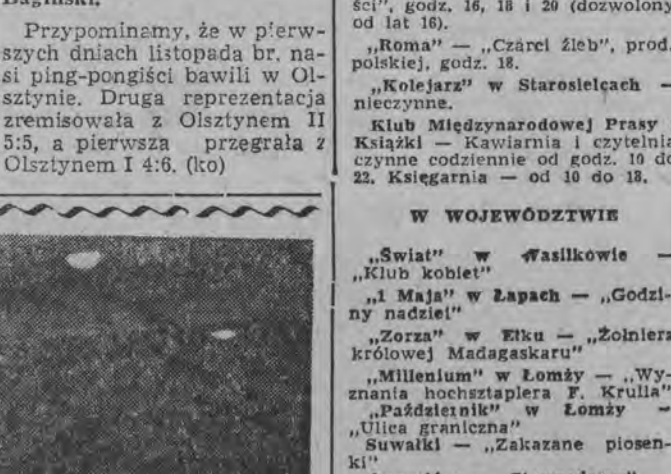 Bagiński.
Przypominamy, że w pierw-
szych dniach listopada br. na-
si ping-pongiści bawili w Ol-
sztynie. Druga reprezentacja
zremisowała z Olsztynem II
5:5, a pierwsza przegrała z
Olsztynem I 4:6. (ko)
ści", godz. 16, 18 i 20 (dozwolony
od lat 16).
„Roma" — „Czarci źleb", prod.
polskiej, godz. 18.
„Kolejarz" w Starosielcach —
nieczynne.
Klub Międzynarodowej Prasy i
Książki — Kawiarnia i czytelnia
czynne codziennie od godz. 10 do
22. Księgarnia — od 10 do 18.
W WOJEWÓDZTWIE
„Świat" w Wasilkowie —
„Klub kobiet"
„1 Maja" w Łapach — „Godzi-
ny nadziei"
„Zorza" w Ełku — „Żołnierz
królowej Madagaskaru"
„Millenium" w Łomży — „Wy-
znania hochsztaplera F. Krulla"
„Październik" w Łomży —
„Ulica graniczna"
Suwałki — „Zakazane piosen-
ki"